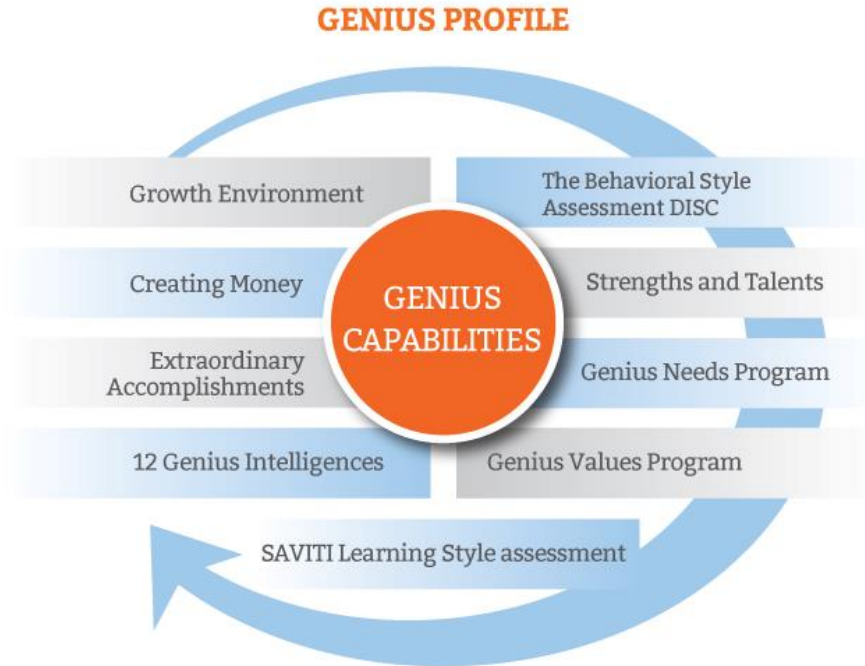 GENIUS PROFILE
Growth Environment
The Behavioral Style
Assessment DISC
Creating Money
Strengths and Talents
GENIUS
CAPABILITIES
Extraordinary
Accomplishments
Genius Needs Program
12 Genius Intelligences
Genius Values Program
SAVITI Learning Style assessment